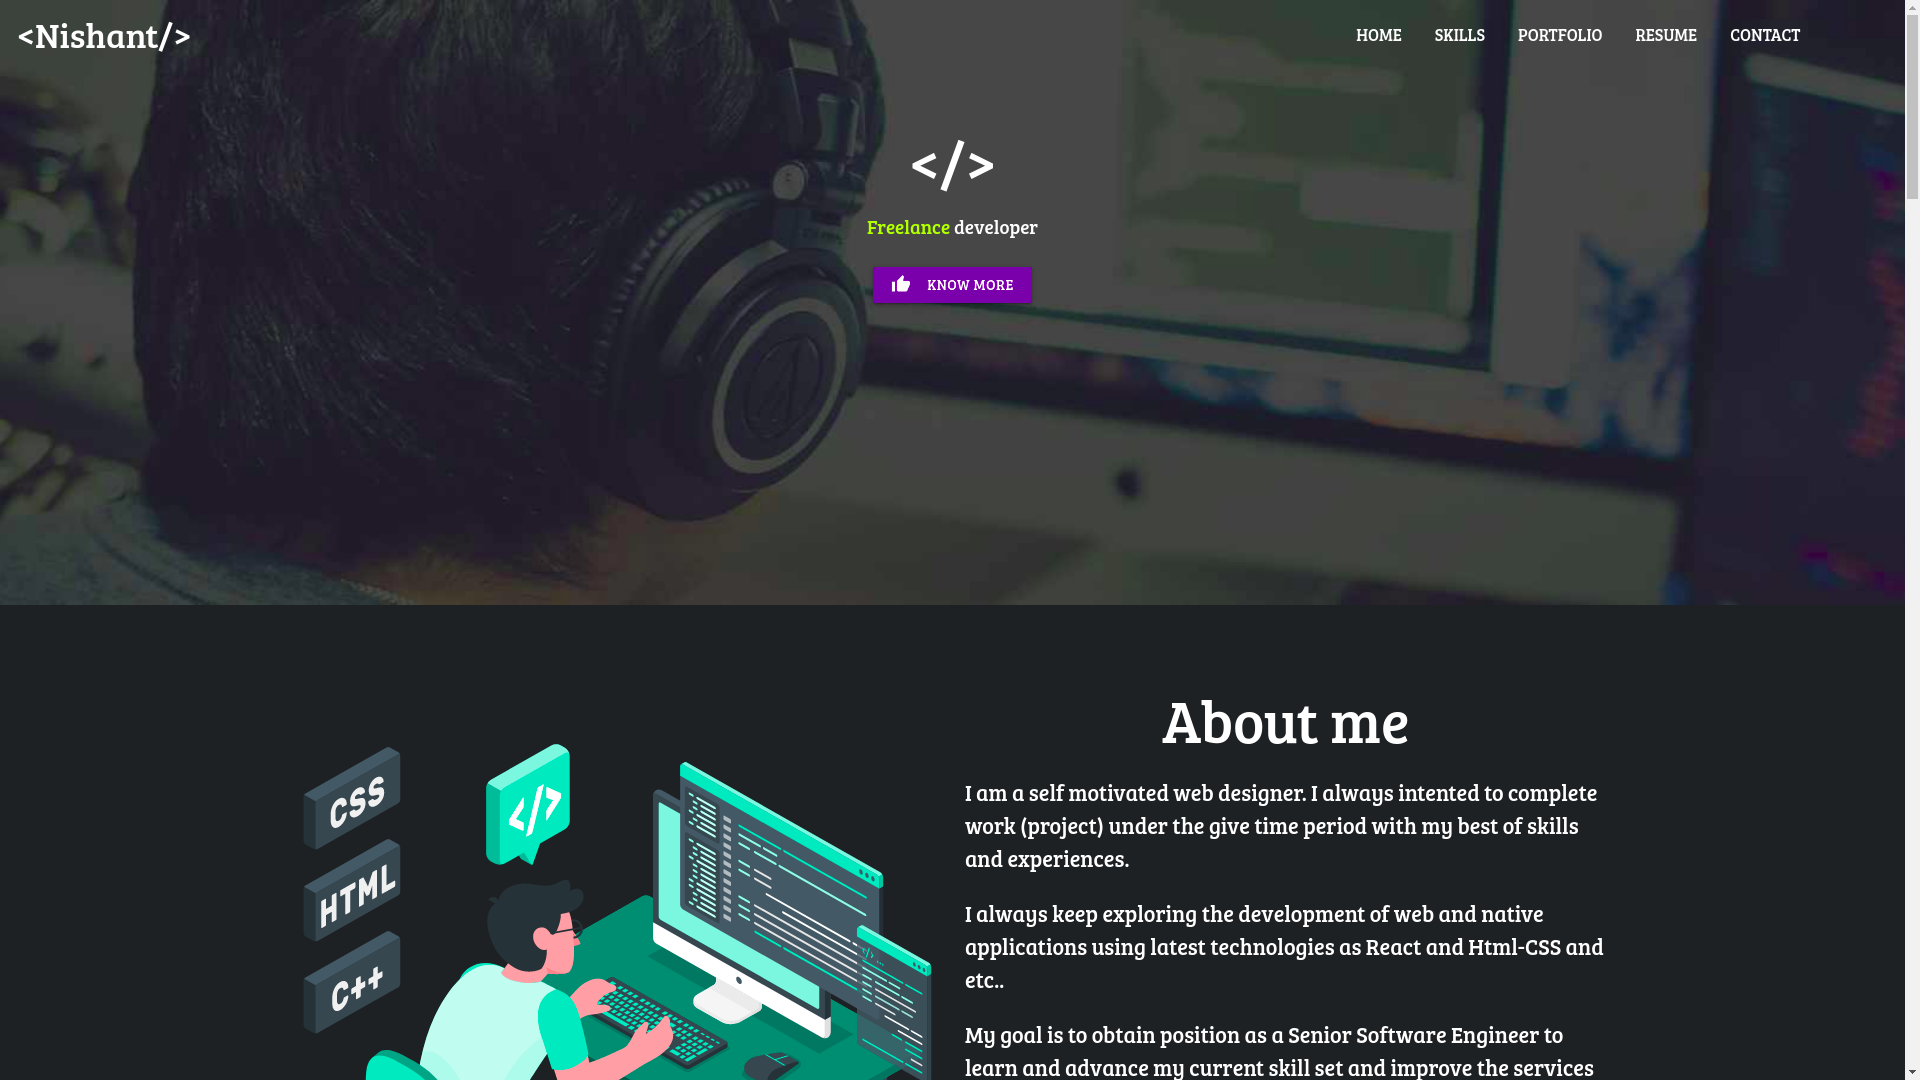 <Nishant/>
HOME SKILLS PORTFOLIO RESUME CONTACT
</>
Freelance developer
KNOW MORE
About me
I am a self motivated web designer. I always intented to complete
work (project) under the give time period with my best of skills
and experiences.
I always keep exploring the development of web and native
applications using latest technologies as React and Html-CSS and
etc..
My goal is to obtain position as a Senior Software Engineer to
learn and advance my current skill set and improve the services
CSS
</>
HTML
C++